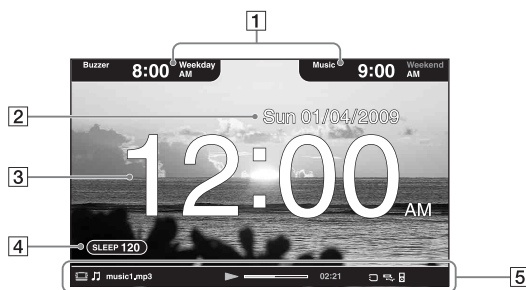 1
Buzzer 8:00 Weekday AM
Music 9:00 Weekend AM
2 Sun 01/04/2009
3 12:00 AM
4 SLEEP 120
music1.mp3 02:21 5